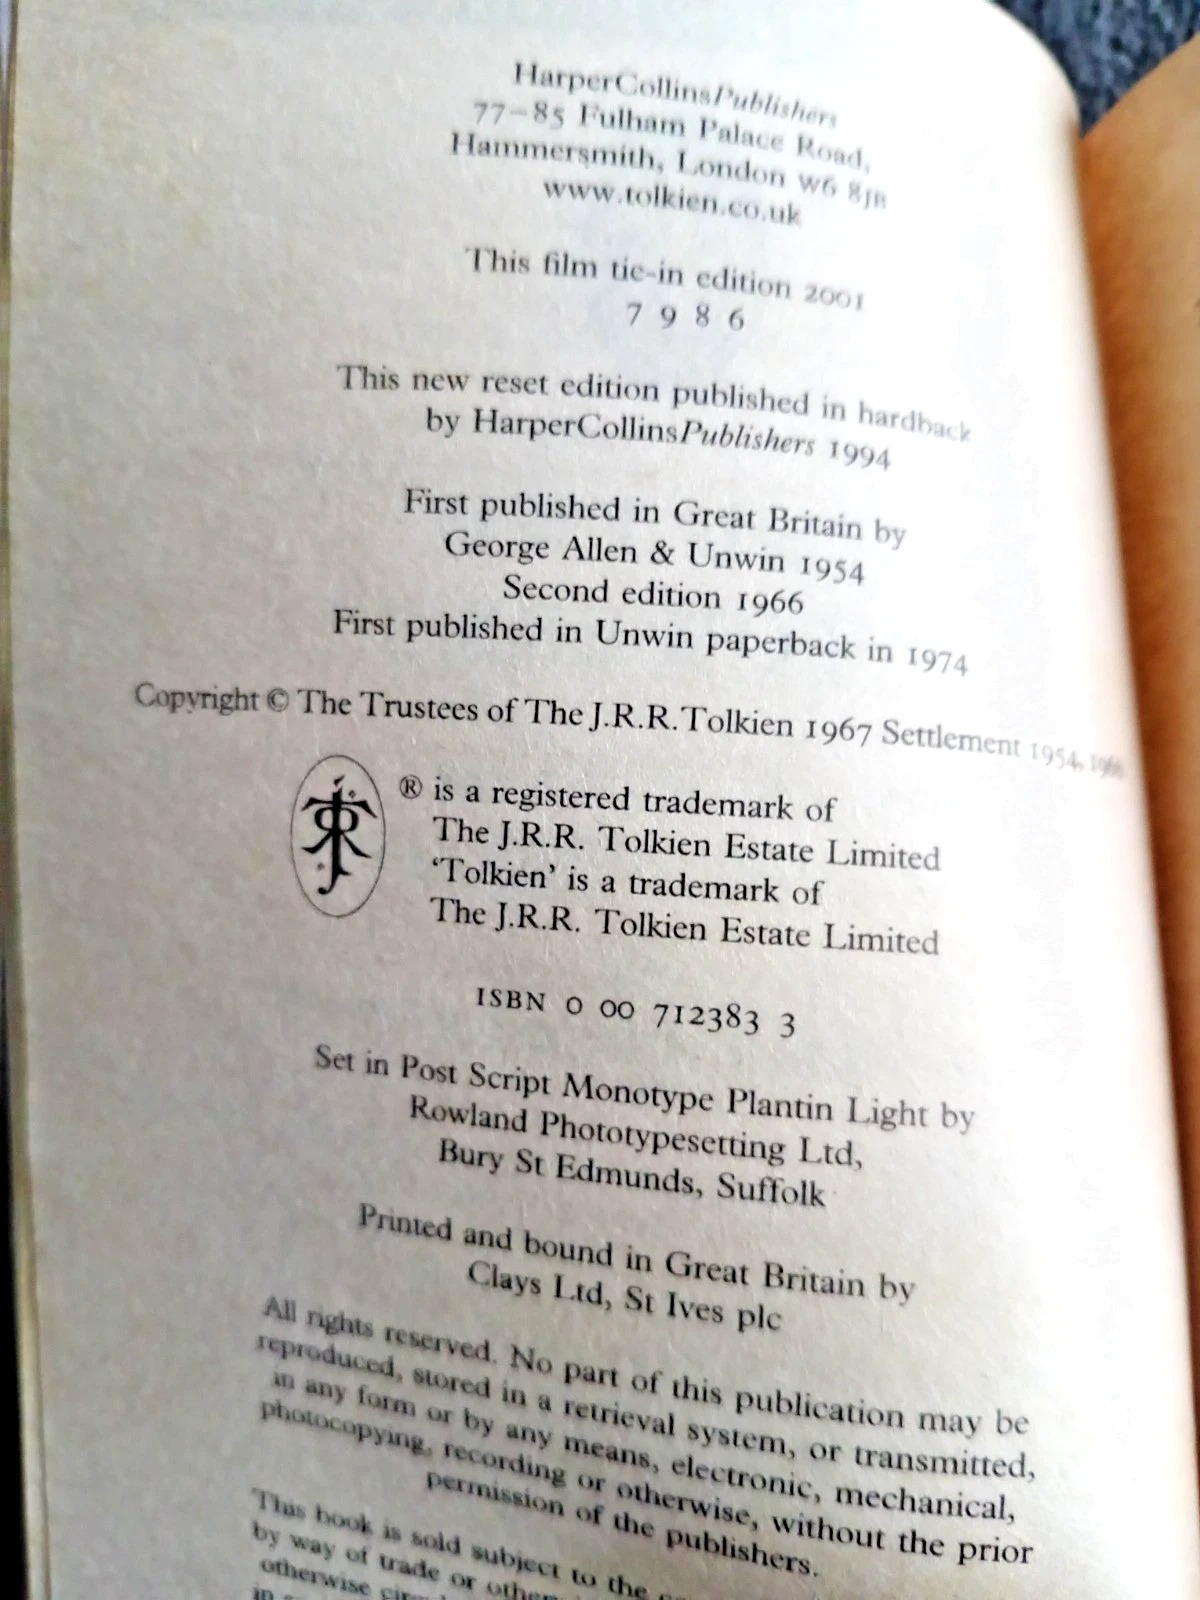 HarperCollinsPublishers
77–85 Fulham Palace Road,
Hammersmith, London W6 8JB
www.tolkien.co.uk
This film tie-in edition 2001
7 9 8 6
This new reset edition published in hardback
by HarperCollinsPublishers 1994
First published in Great Britain by
George Allen & Unwin 1954
Second edition 1966
First published in Unwin paperback in 1974
Copyright © The Trustees of The J.R.R.Tolkien 1967 Settlement 1954, 1966
® is a registered trademark of
The J.R.R. Tolkien Estate Limited
‘Tolkien’ is a trademark of
The J.R.R. Tolkien Estate Limited
ISBN 0 00 712383 3
Set in Post Script Monotype Plantin Light by
Rowland Phototypesetting Ltd,
Bury St Edmunds, Suffolk
Printed and bound in Great Britain by
Clays Ltd, St Ives plc
All rights reserved. No part of this publication may be
reproduced, stored in a retrieval system, or transmitted,
in any form or by any means, electronic, mechanical,
photocopying, recording or otherwise, without the prior
permission of the publishers.
This book is sold subject to the
by way of trade or
otherwise
in